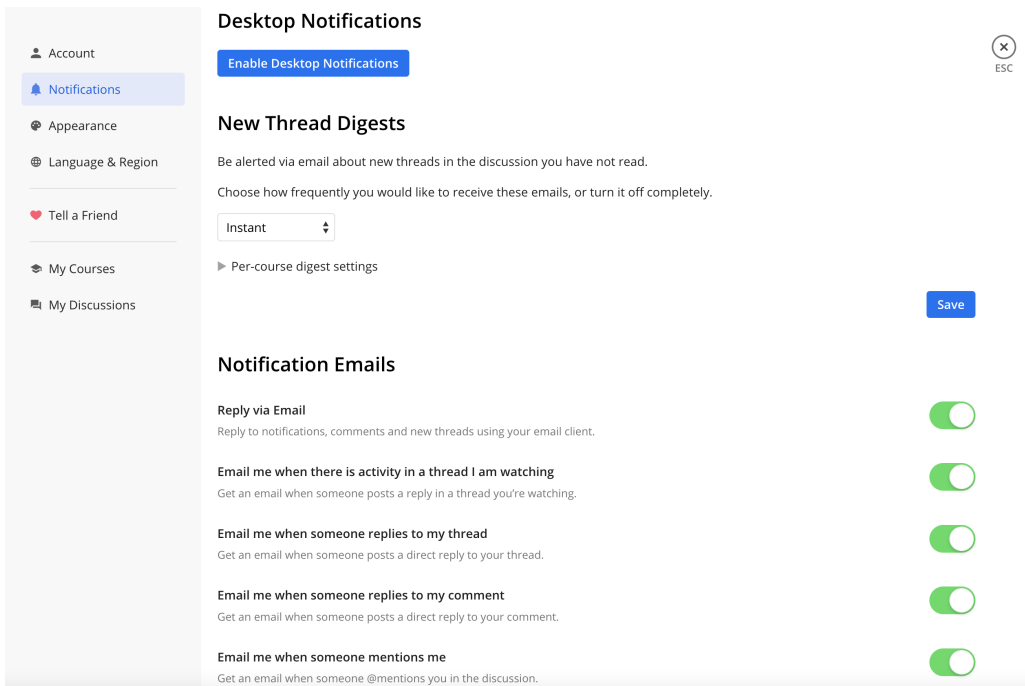 Desktop Notifications
Enable Desktop Notifications
ESC
Account
Notifications
Appearance
Language & Region
Tell a Friend
My Courses
My Discussions
New Thread Digests
Be alerted via email about new threads in the discussion you have not read.
Choose how frequently you would like to receive these emails, or turn it off completely.
Instant
Per-course digest settings
Save
Notification Emails
Reply via Email
Reply to notifications, comments and new threads using your email client.
Email me when there is activity in a thread I am watching
Get an email when someone posts a reply in a thread you’re watching.
Email me when someone replies to my thread
Get an email when someone posts a direct reply to your thread.
Email me when someone replies to my comment
Get an email when someone posts a direct reply to your comment.
Email me when someone mentions me
Get an email when someone @mentions you in the discussion.